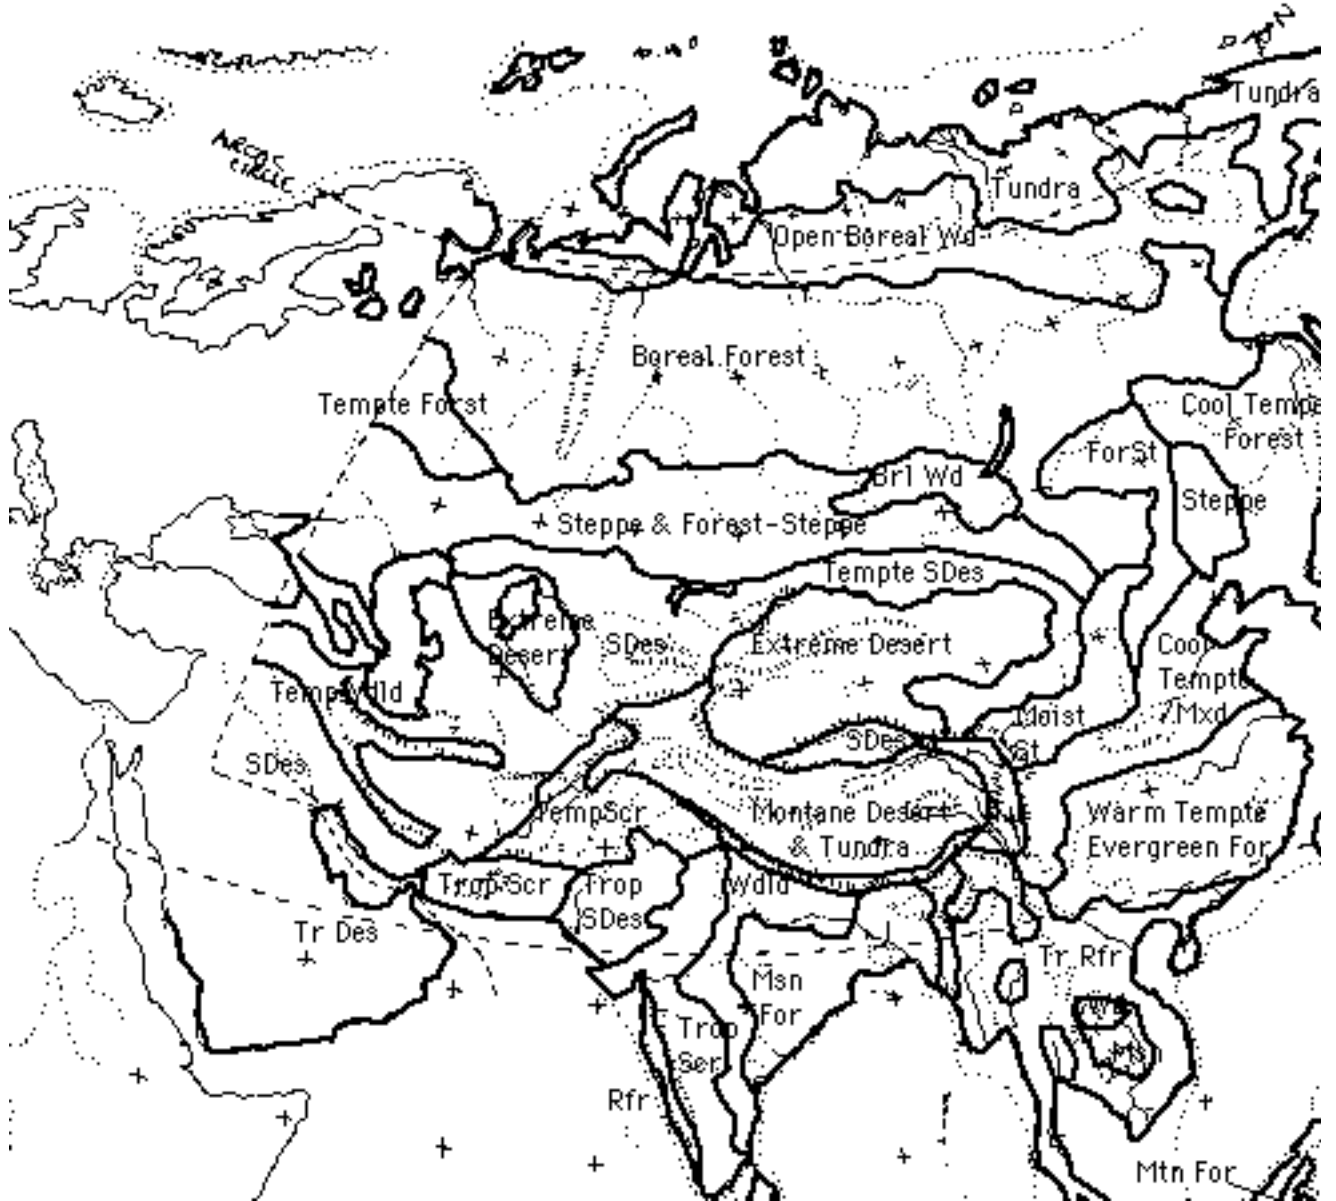 N
Tundra
ARCTIC
CIRCLE
Tundra
Open Boreal Wd
Boreal Forest
Tempte Forst
Cool Tempe
Forest
ForSt
Brl Wd
Steppe
Steppe & Forest-Steppe
Tempte SDes
Extreme
Desert
SDes
Extreme Desert
Cool
Tempte
Mxd
TempWdld
Moist
St
SDes
SDes
TempScr
Montane Desert
& Tundra
Warm Tempte
Evergreen For
Trop Scr
Trop
SDes
Wdld
Tr Des
Tr Rfr
Msn
For
Trop
Scr
Rfr
Mtn For